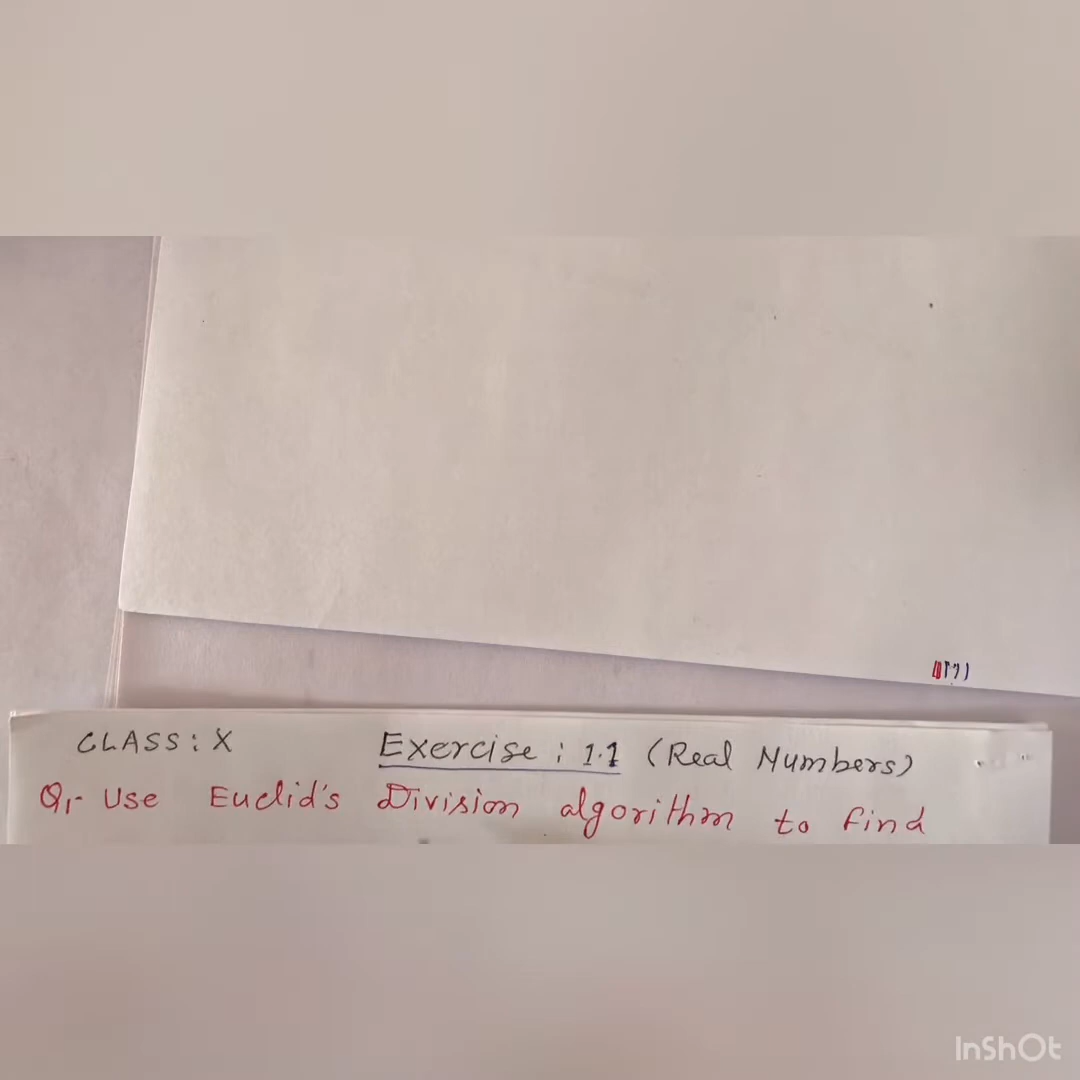 CLASS: X Exercise: 1.1 (Real Numbers)
Q1- Use Euclid's Division algorithm to find
InShOt